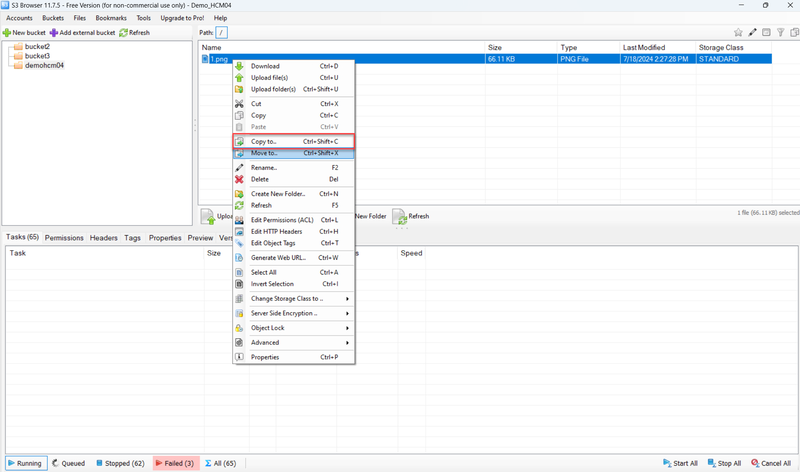 S3 Browser 11.7.5 - Free Version (for non-commercial use only) - Demo_HCM04
Accounts Buckets Files Bookmarks Tools Upgrade to Pro! Help
New bucket Add external bucket Refresh
Path: /
bucket2
bucket3
demohcm04
Name Size Type Last Modified Storage Class
1.png 66.11 KB PNG File 7/18/2024 2:27:28 PM STANDARD
Download Ctrl+D
Upload file(s) Ctrl+U
Upload folder(s) Ctrl+Shift+U
Cut Ctrl+X
Copy Ctrl+C
Paste Ctrl+V
Copy to.. Ctrl+Shift+C
Move to.. Ctrl+Shift+X
Rename.. F2
Delete Del
Create New Folder.. Ctrl+N
Refresh F5
Edit Permissions (ACL) Ctrl+L
Edit HTTP Headers Ctrl+H
Edit Object Tags Ctrl+T
Generate Web URL.. Ctrl+W
Select All Ctrl+A
Invert Selection Ctrl+I
Change Storage Class to ..
Server Side Encryption ..
Object Lock
Advanced
Properties Ctrl+P
Uploa New Folder Refresh
1 file (66.11 KB) selected
Tasks (65) Permissions Headers Tags Properties Preview Vers
Task Size s Speed
Running Queued Stopped (62) Failed (3) All (65)
Start All Stop All Cancel All